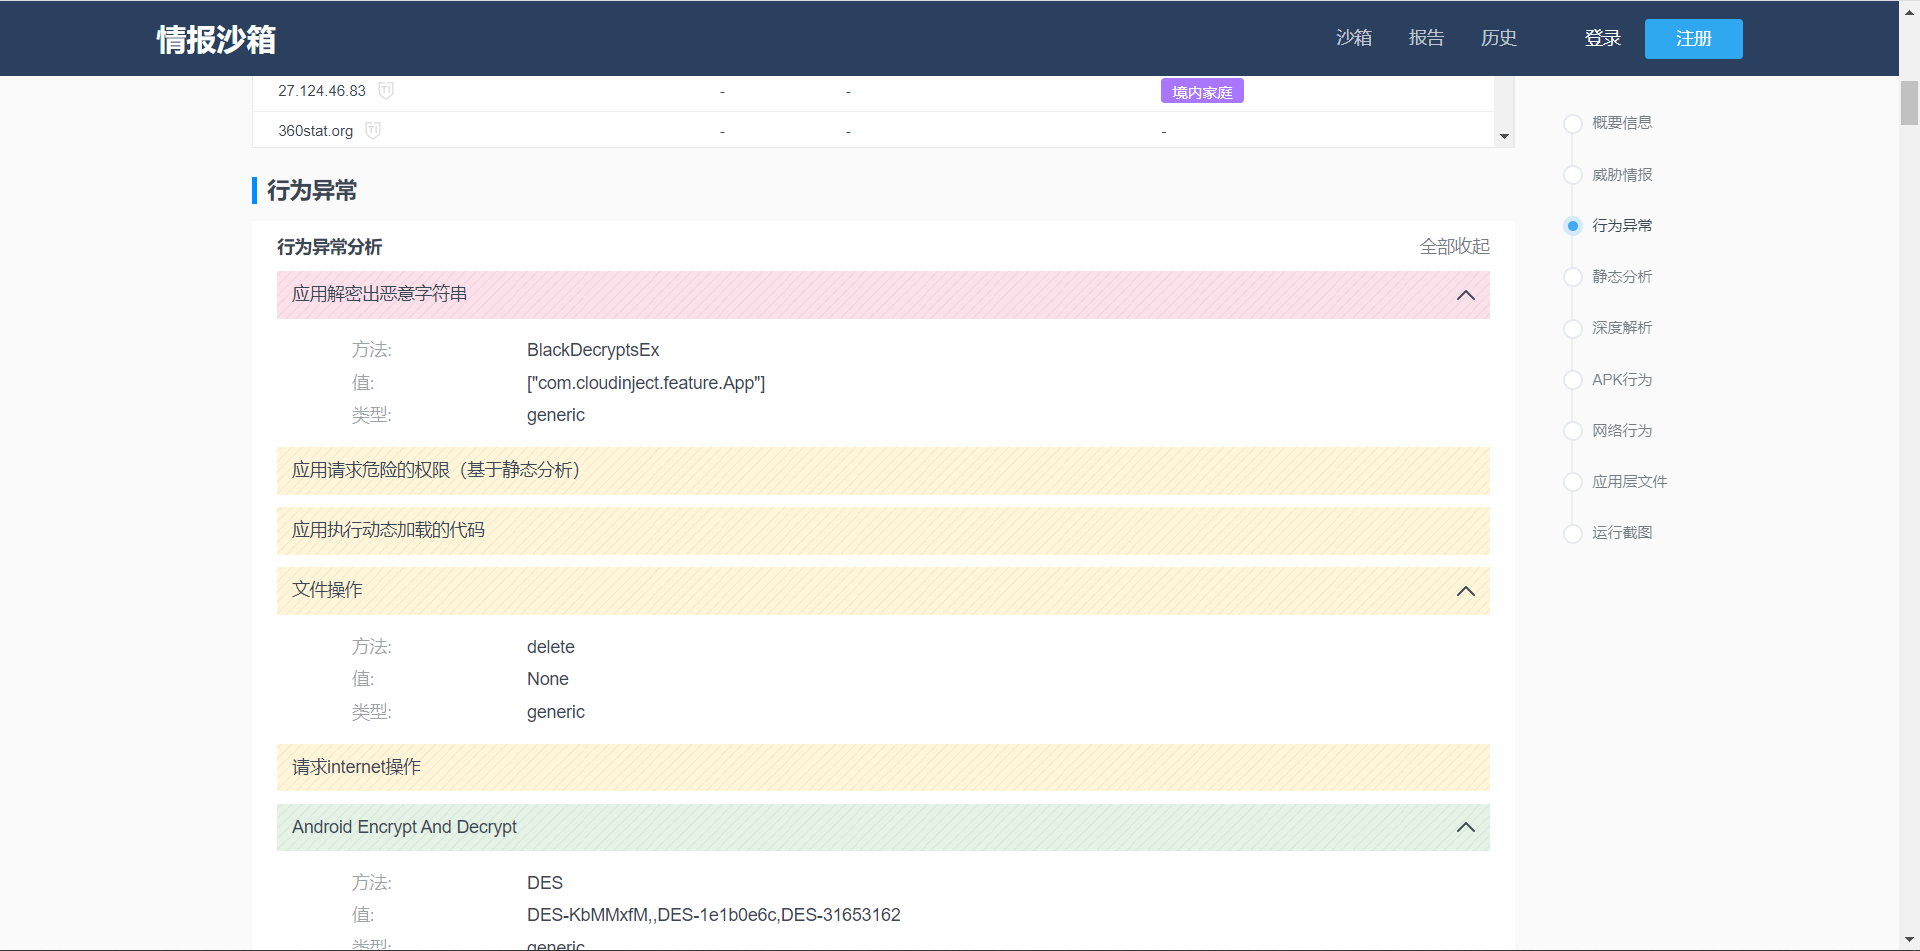 情报沙箱
沙箱 报告 历史 登录 注册
27.124.46.83 TI - - 境内家庭
360stat.org TI - - -
行为异常
行为异常分析 全部收起
应用解密出恶意字符串
方法: BlackDecryptsEx
值: ["com.cloudinject.feature.App"]
类型: generic
应用请求危险的权限（基于静态分析）
应用执行动态加载的代码
文件操作
方法: delete
值: None
类型: generic
请求internet操作
Android Encrypt And Decrypt
方法: DES
值: DES-KbMMxfM,,DES-1e1b0e6c,DES-31653162
类型: generic
概要信息
威胁情报
行为异常
静态分析
深度解析
APK行为
网络行为
应用层文件
运行截图